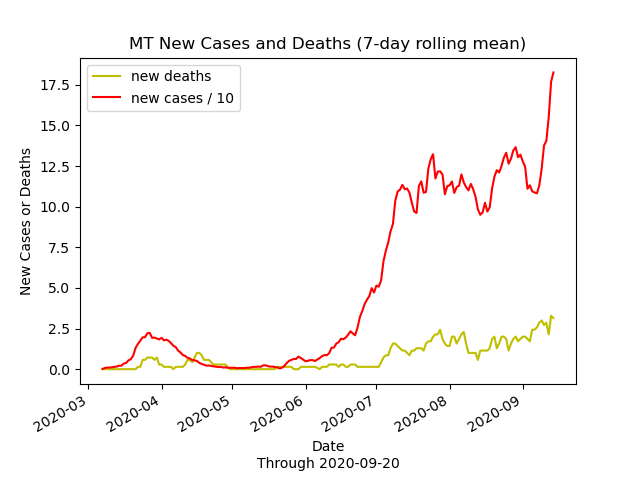 MT New Cases and Deaths (7-day rolling mean)
new deaths
new cases / 10
17.5
15.0
12.5
10.0
7.5
5.0
2.5
0.0
New Cases or Deaths
2020-03
2020-04
2020-05
2020-06
2020-07
2020-08
2020-09
Date
Through 2020-09-20